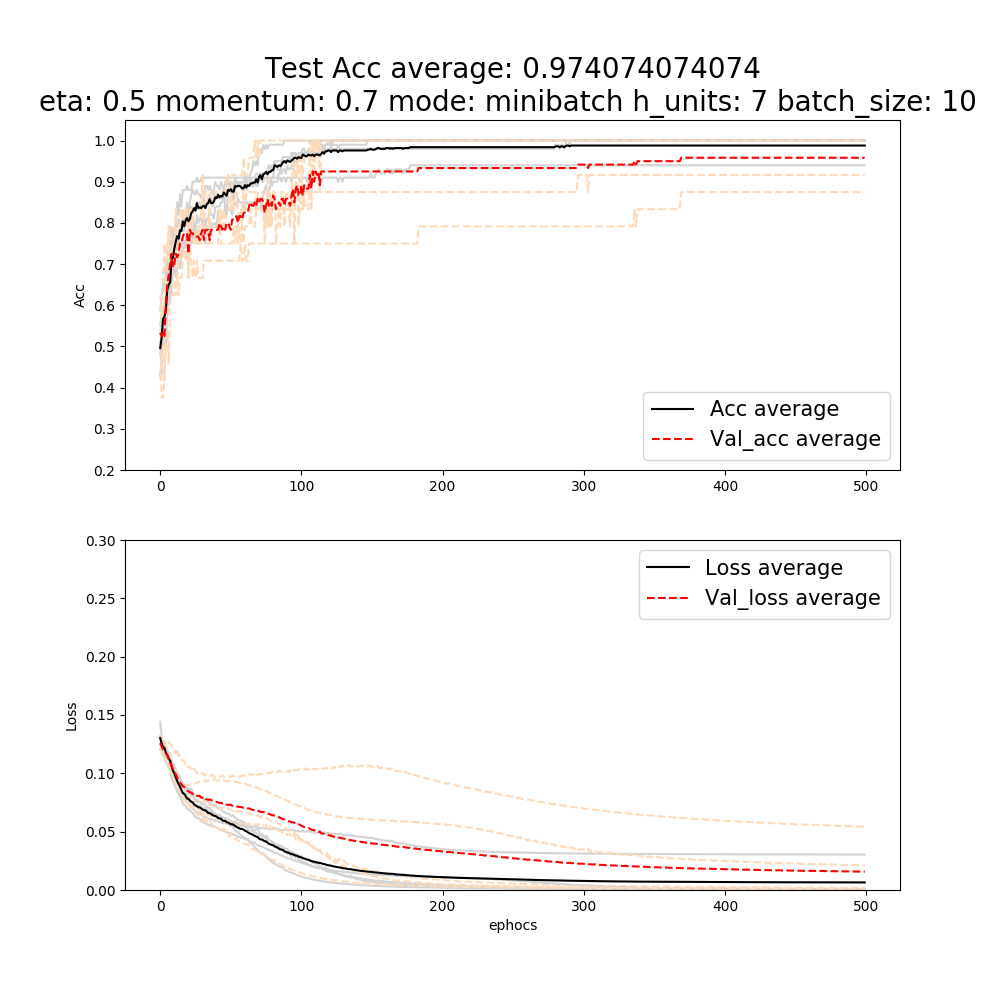 Test Acc average: 0.974074074074
eta: 0.5 momentum: 0.7 mode: minibatch h_units: 7 batch_size: 10
1.0
0.9
0.8
0.7
0.6
0.5
0.4
0.3
0.2
Acc
Acc average
Val_acc average
0 100 200 300 400 500
0.30
0.25
0.20
0.15
0.10
0.05
0.00
Loss
Loss average
Val_loss average
0 100 200 300 400 500
ephocs